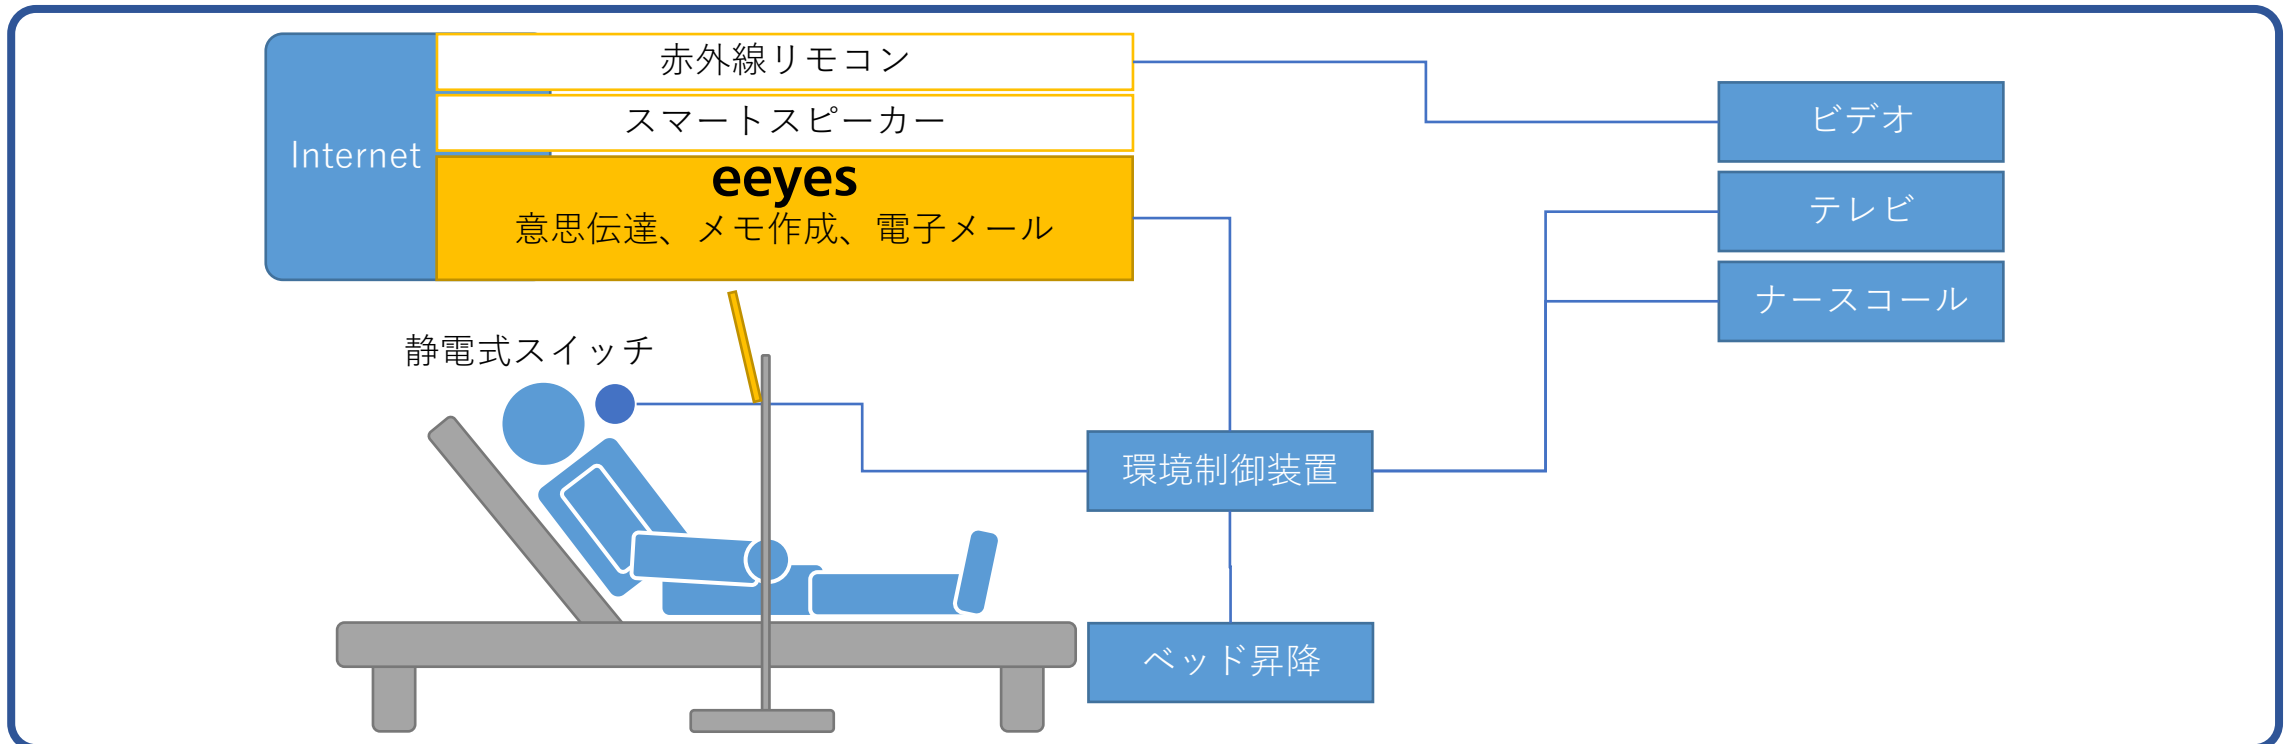 赤外線リモコン
スマートスピーカー
Internet
eeyes
意思伝達、メモ作成、電子メール
ビデオ
テレビ
ナースコール
静電式スイッチ
環境制御装置
ベッド昇降